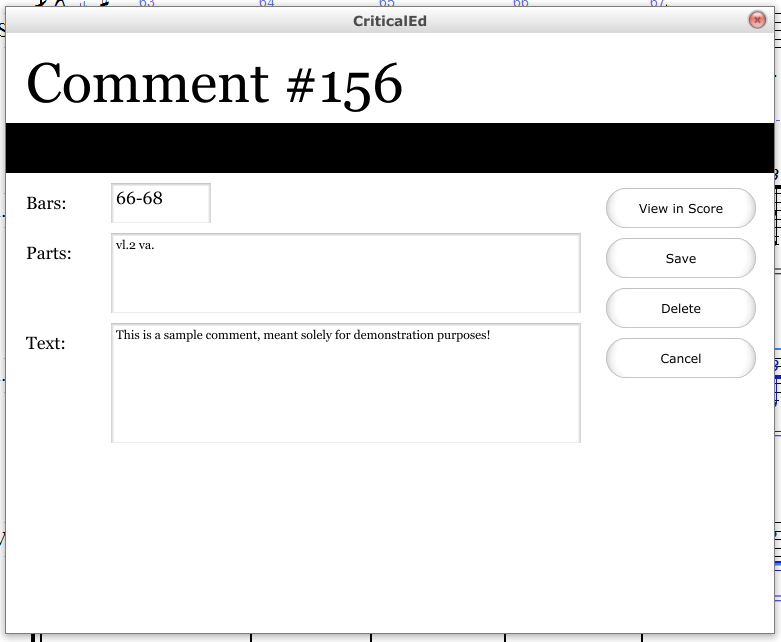 63 64 65 66 67
CriticalEd
Comment #156
Bars:
66-68
View in Score
Parts:
vl.2 va.
Save
Delete
Text:
This is a sample comment, meant solely for demonstration purposes!
Cancel